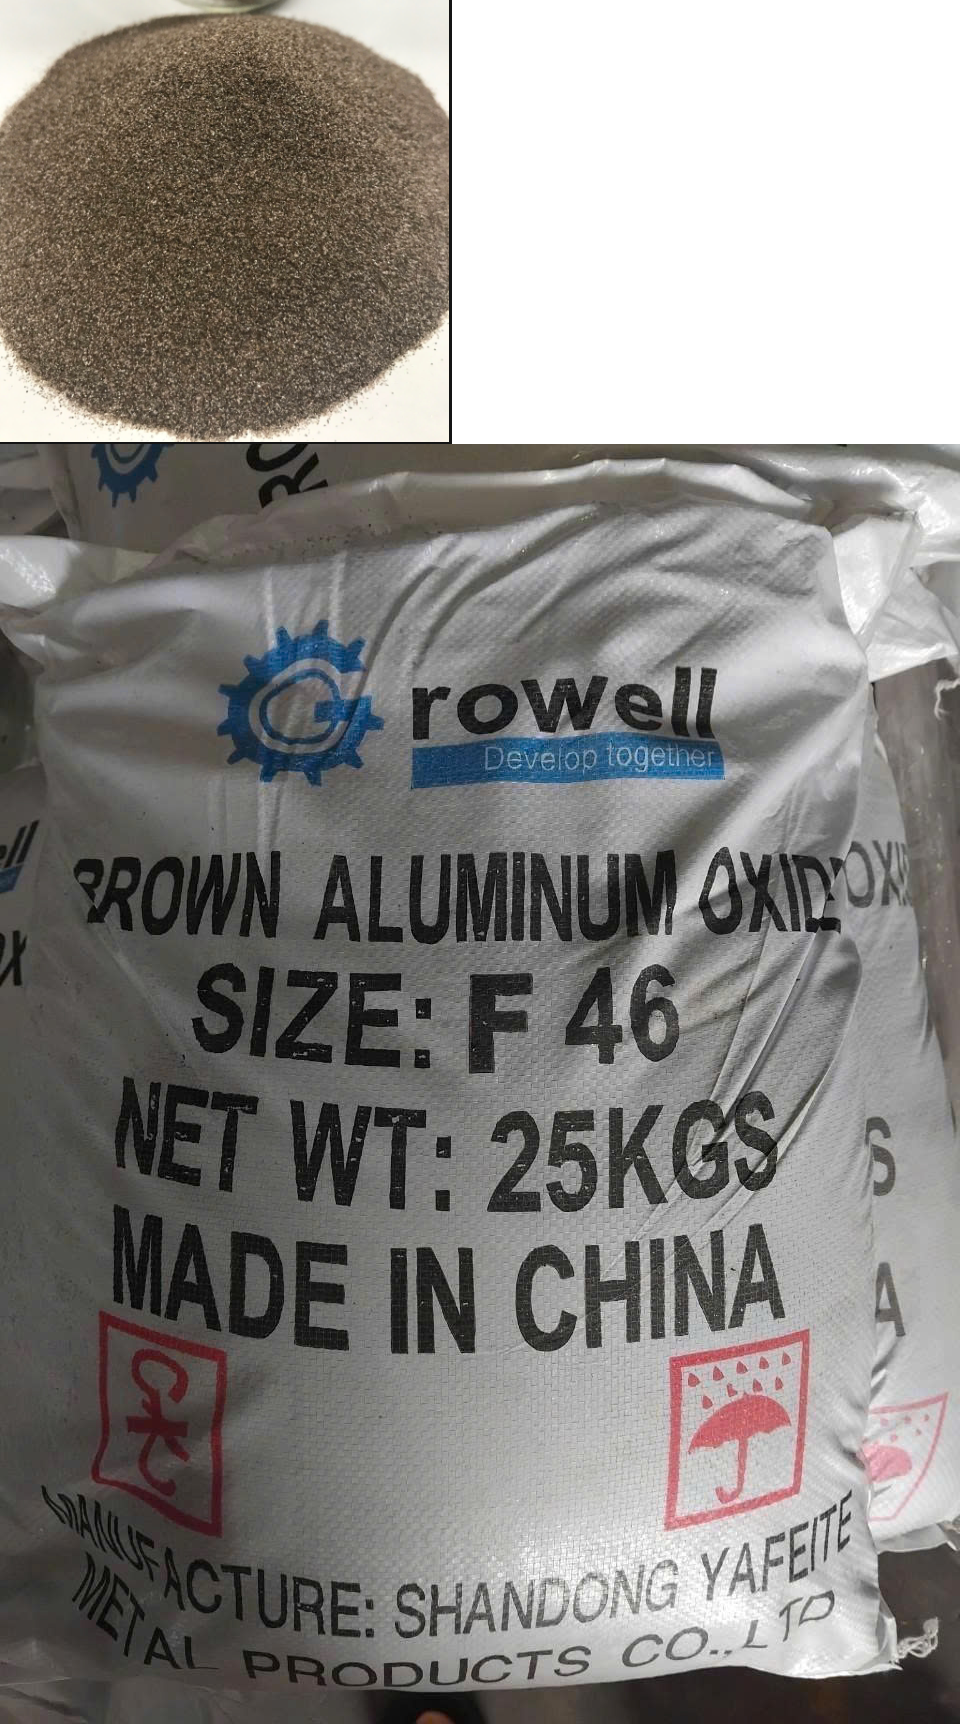 rowell
Develop together
BROWN ALUMINUM OXIDE
SIZE: F 46
NET WT: 25KGS
MADE IN CHINA
MANUFACTURE: SHANDONG YAFEITE
METAL PRODUCTS CO.,LTD